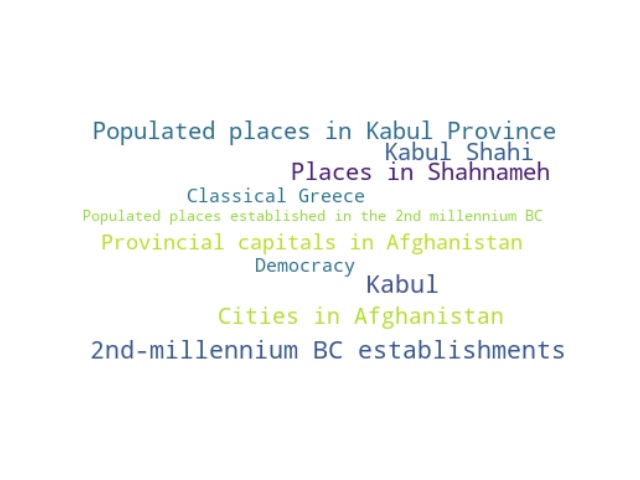 Populated places in Kabul Province
Kabul Shahi
Places in Shahnameh
Classical Greece
Populated places established in the 2nd millennium BC
Provincial capitals in Afghanistan
Democracy
Kabul
Cities in Afghanistan
2nd-millennium BC establishments